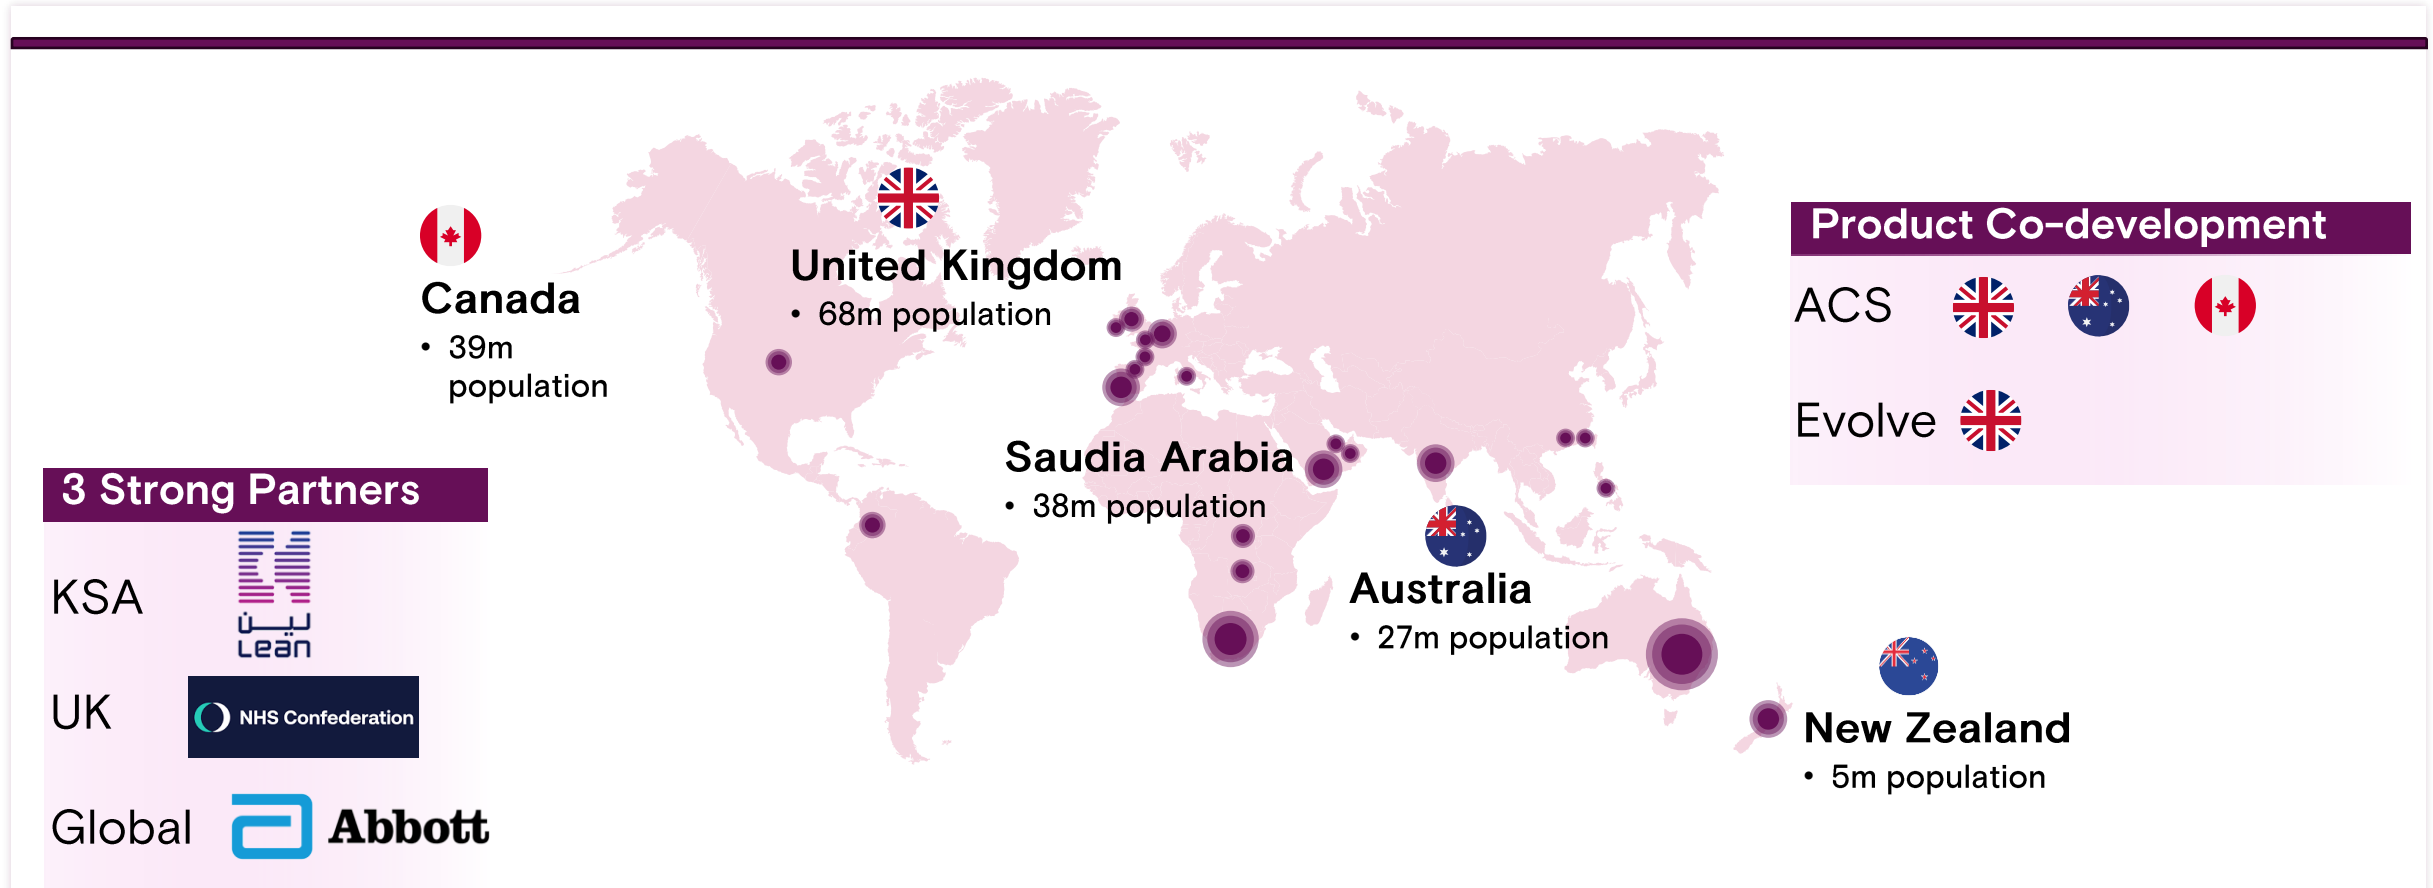 Canada
• 39m
population
United Kingdom
• 68m population
Saudia Arabia
• 38m population
Australia
• 27m population
New Zealand
• 5m population
3 Strong Partners
KSA
لين
Lean
UK
NHS Confederation
Global
Abbott
Product Co-development
ACS
Evolve